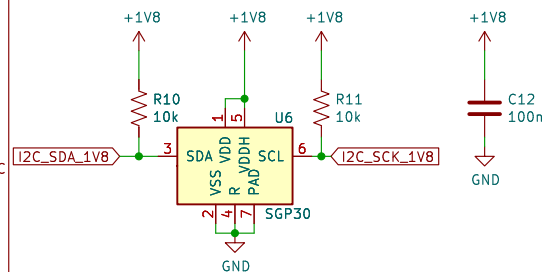 +1V8
+1V8
+1V8
+1V8
R10
10k
R11
10k
C12
100n
1
5
U6
I2C_SDA_1V8
3
SDA
VDD
VDDH
SCL
6
I2C_SCK_1V8
VSS
R
PAD
2
4
7
SGP30
GND
GND